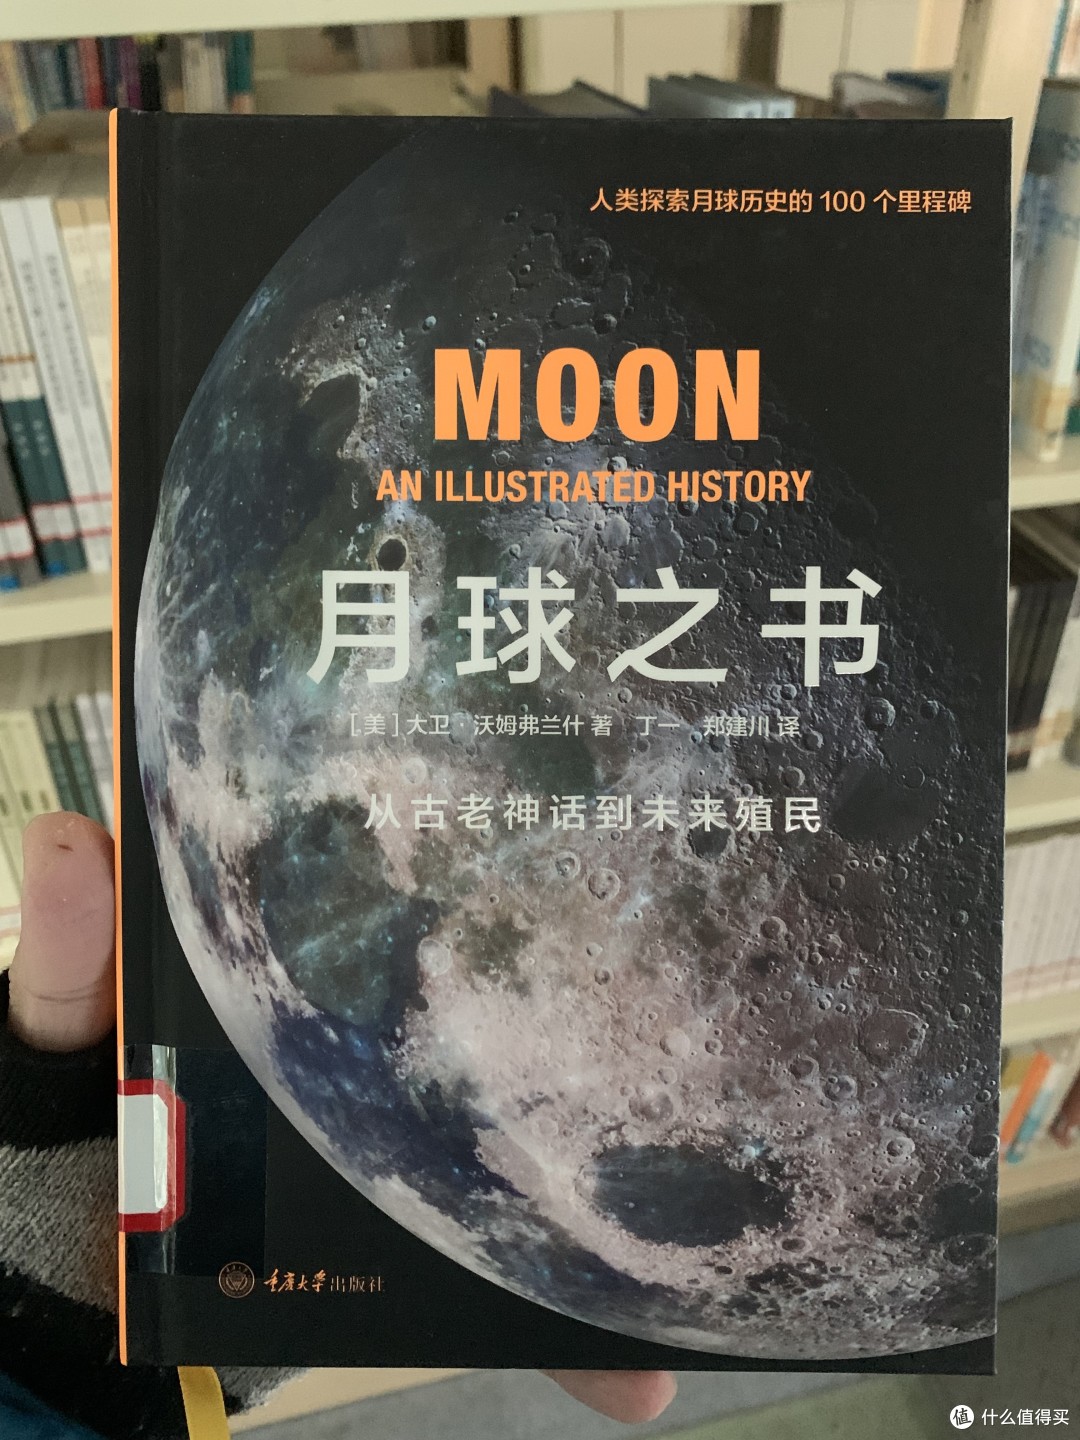 人类探索月球历史的 100 个里程碑
MOON
AN ILLUSTRATED HISTORY
月球之书
[美]大卫·沃姆弗兰什 著 丁一 郑建川 译
从古老神话到未来殖民
重庆大学出版社
值 什么值得买